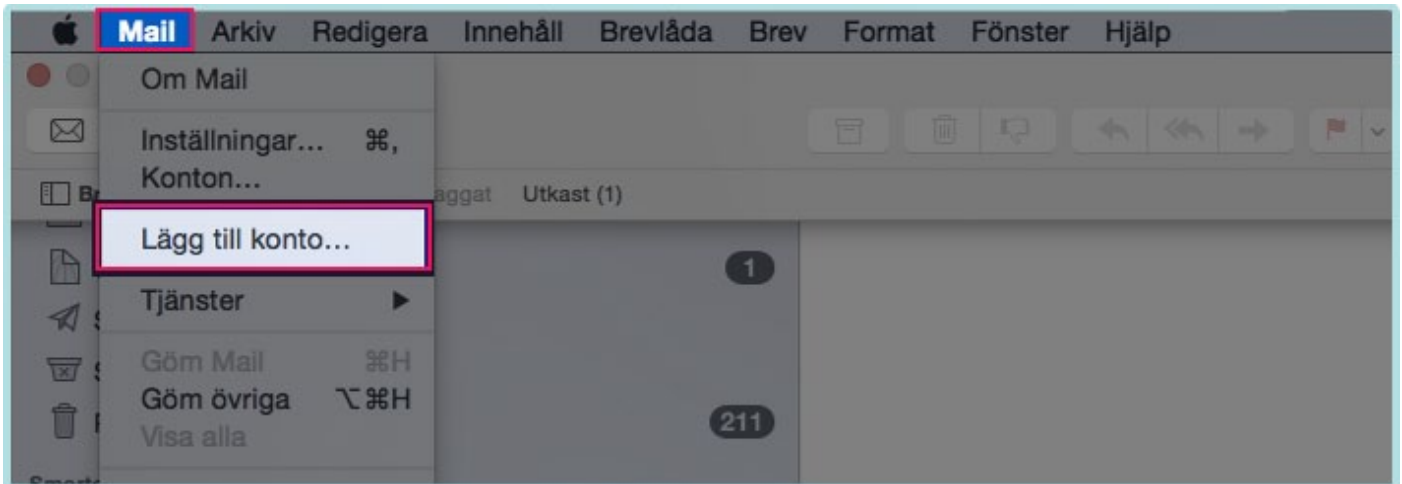 Mail Arkiv Redigera Innehåll Brevlåda Brev Format Fönster Hjälp
Om Mail
Inställningar... ⌘,
Konton...
aggat Utkast (1)
Lägg till konto...
1
Tjänster ▶
Göm Mail ⌘H
Göm övriga ⌥⌘H
211
Visa alla